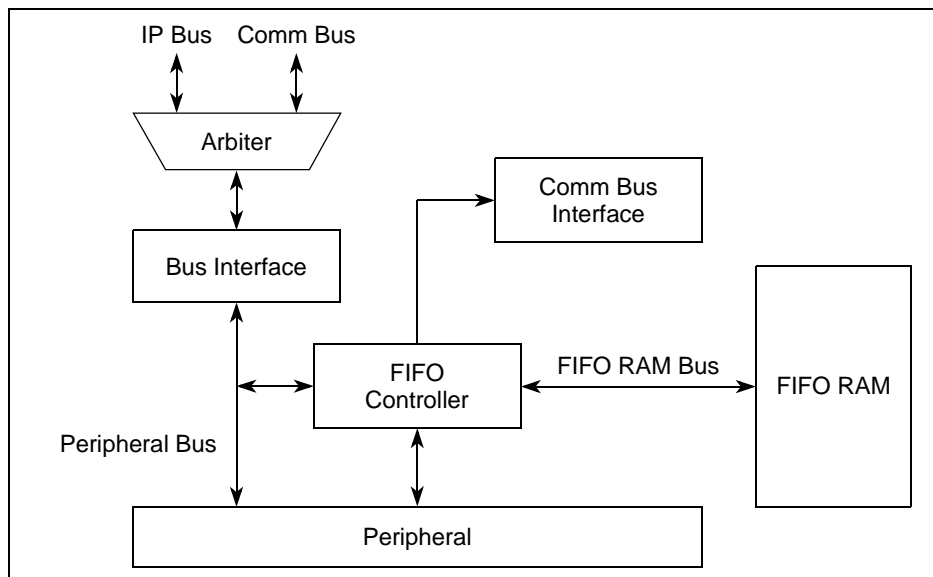 IP Bus
Comm Bus
Arbiter
Comm Bus
Interface
Bus Interface
FIFO
Controller
FIFO RAM Bus
FIFO RAM
Peripheral Bus
Peripheral